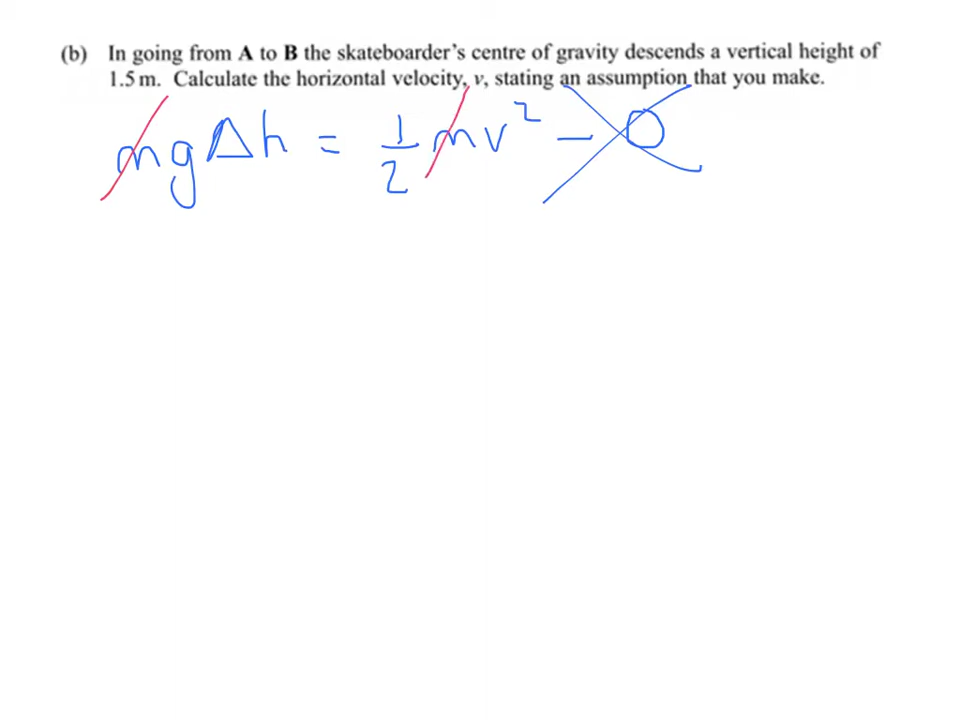 (b) In going from A to B the skateboarder's centre of gravity descends a vertical height of
1.5 m. Calculate the horizontal velocity, v, stating an assumption that you make.
mgΔh = ½mv² − 0